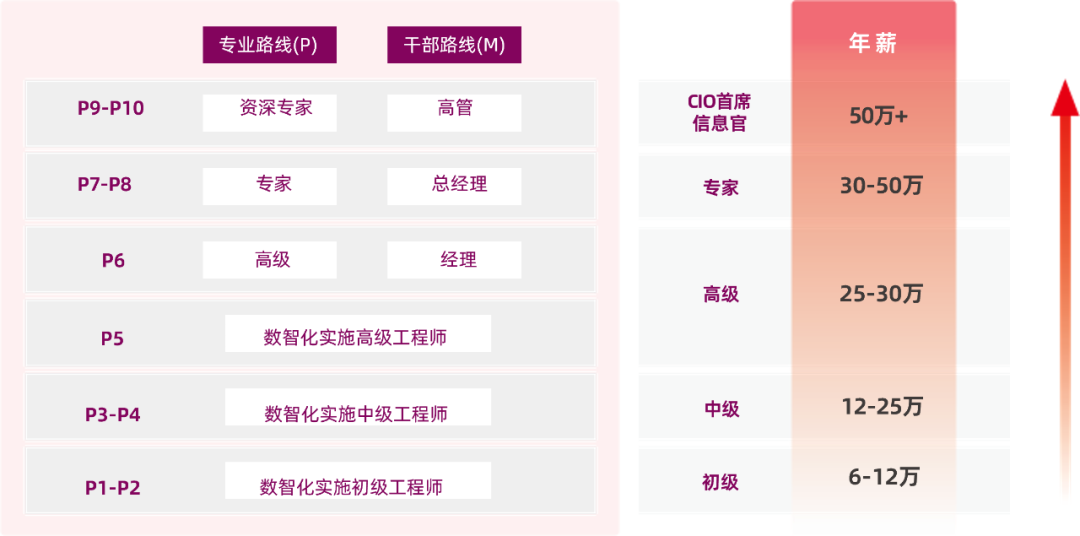 专业路线(P)
干部路线(M)
年薪
P9-P10
资深专家
高管
CIO首席
信息官
50万+
P7-P8
专家
总经理
专家
30-50万
P6
高级
经理
高级
25-30万
P5
数智化实施高级工程师
P3-P4
数智化实施中级工程师
中级
12-25万
P1-P2
数智化实施初级工程师
初级
6-12万